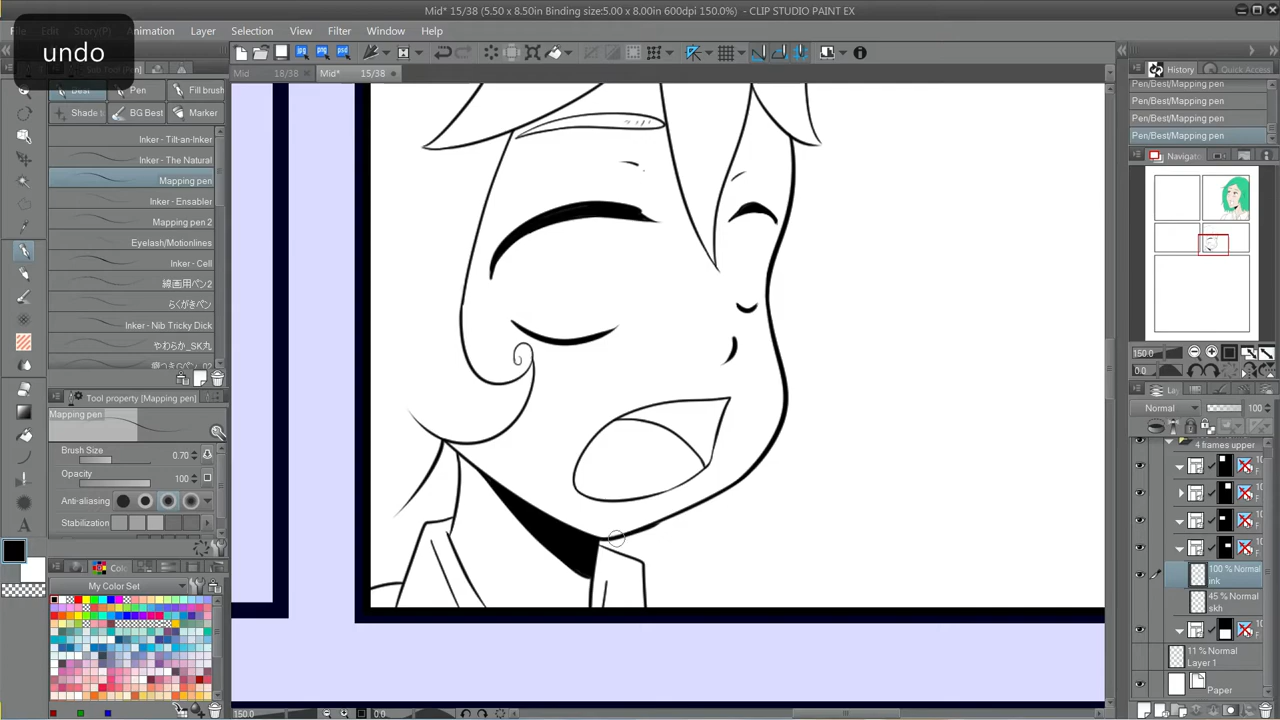 Mid* 15/38 (5.50 x 8.50in Binding size:5.00 x 8.00in 600dpi 150.0%) - CLIP STUDIO PAINT EX
undo
Story(P)
Animation
Layer
Selection
View
Filter
Window
Help
Mid
18/38
Mid*
15/38
Pen
Fill brush
Shade
BG Best
Marker
Inker - Tilt-an-Inker
Inker - The Natural
Mapping pen
Inker - Ensabler
Mapping pen 2
Eyelash/Motionlines
Inker - Cell
線画用ペン2
らくがきペン
Inker - Nib Tricky Dick
やわらか_SK丸
Tool property [Mapping pen]
Mapping pen
Brush Size
0.70
Opacity
100
Anti-aliasing
Stabilization
My Color Set
150.0
0.0
History
Quick Access
Pen/Best/Mapping pen
Pen/Best/Mapping pen
Pen/Best/Mapping pen
Pen/Best/Mapping pen
Navigator
150.0
0.0
Normal
100
4 frames upper
100 % Normal
ink
45 % Normal
skh
11 % Normal
Layer 1
Paper